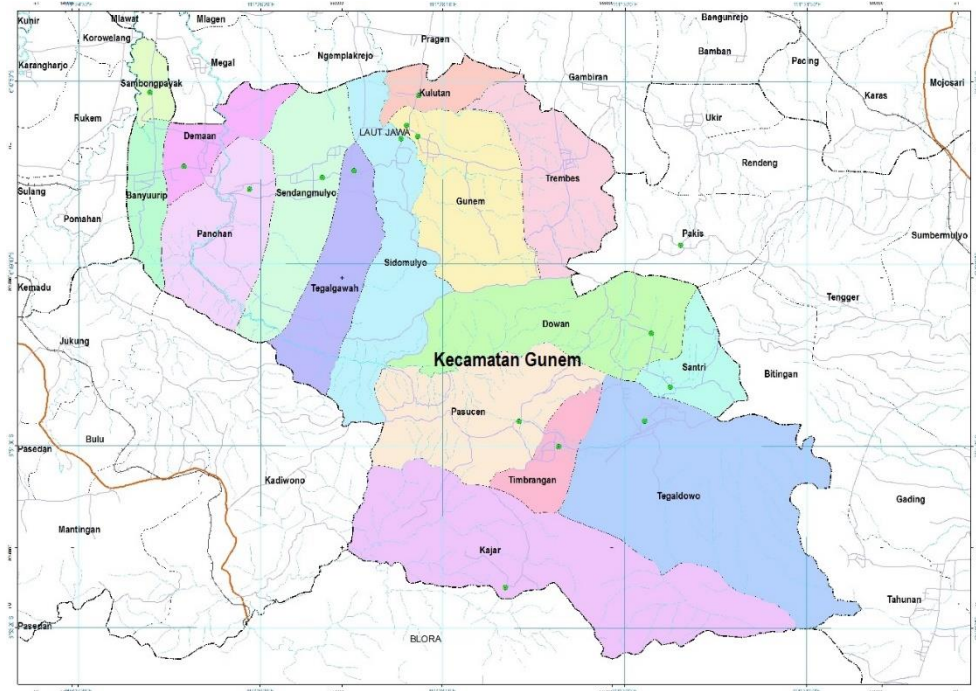 Kunir
Mlawat
Mlagen
Bangunrejo
Korowelang
Pragen
Ngemplakrejo
Bamban
Pacing
Karangharjo
Megal
Gambiran
Mojosari
Sambongpayak
Kulutan
Karas
Rukem
Ukir
LAUT JAWA
Demaan
Rendeng
Trembes
Sulang
Banyuurip
Sendangmulyo
Gunem
Pomahan
Pakis
Panohan
Sumbermulyo
Sidomulyo
Kemadu
Tegalgawah
Tengger
Dowan
Jukung
Kecamatan Gunem
Santri
Bitingan
Pasucen
Bulu
Pasedan
Kadiwono
Timbrangan
Tegaldowo
Gading
Mantingan
Kajar
Tahunan
Pasedan
BLORA